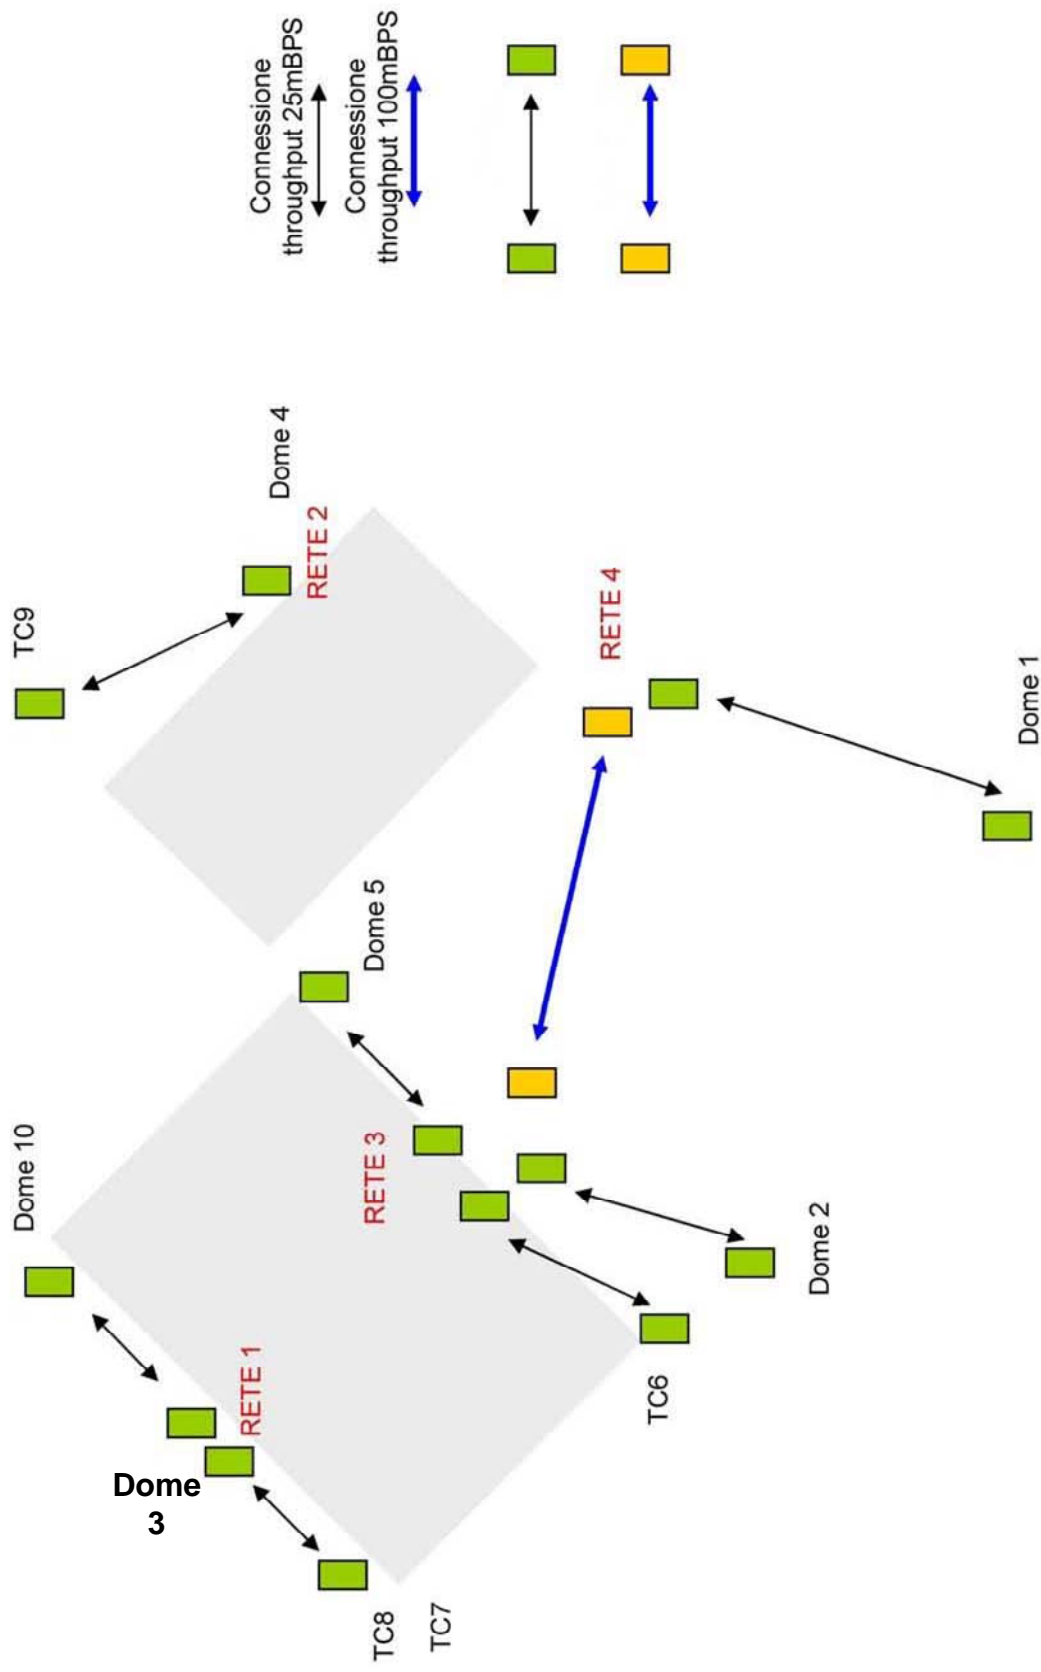 Connessione
throughput 25mBPS
Connessione
throughput 100mBPS
TC9
Dome 4
RETE 2
RETE 4
Dome 1
Dome 5
Dome 10
RETE 3
RETE 1
Dome 2
TC6
Dome
3
TC8
TC7